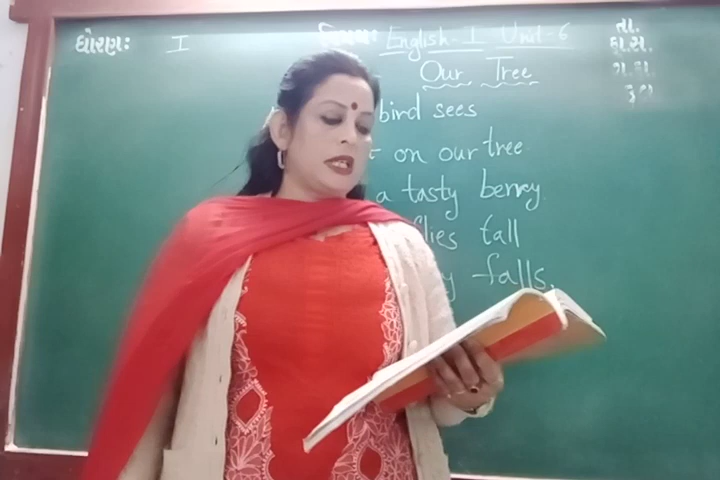 ધોરણઃ I વિષયઃ English-I Unit-6 તા.
હા.સ.
Our Tree ગ.હા.
કુલ
bird sees
on our tree
a tasty berry.
flies tall
falls.